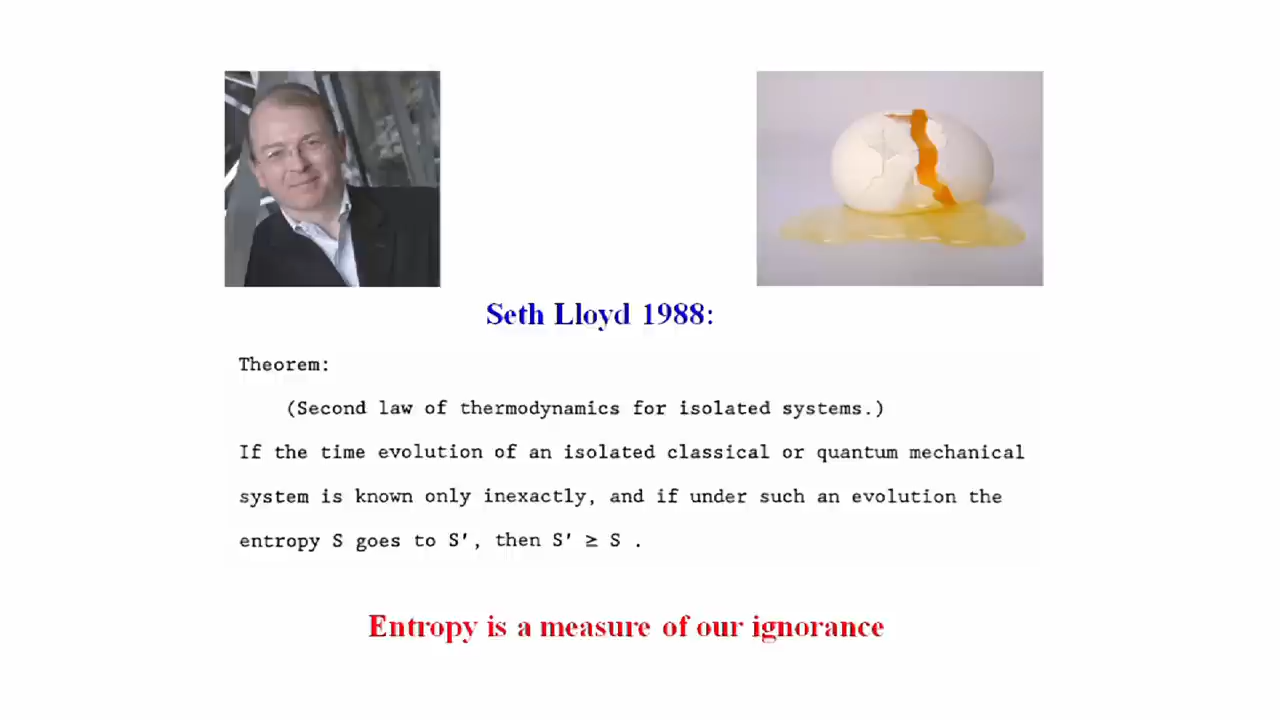 Seth Lloyd 1988:
Theorem:
(Second law of thermodynamics for isolated systems.)
If the time evolution of an isolated classical or quantum mechanical
system is known only inexactly, and if under such an evolution the
entropy S goes to S′, then S′ ≥ S .
Entropy is a measure of our ignorance